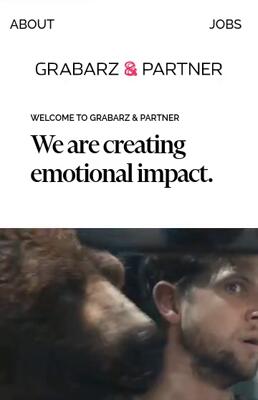 ABOUT
JOBS
GRABARZ & PARTNER
WELCOME TO GRABARZ & PARTNER
We are creating
emotional impact.